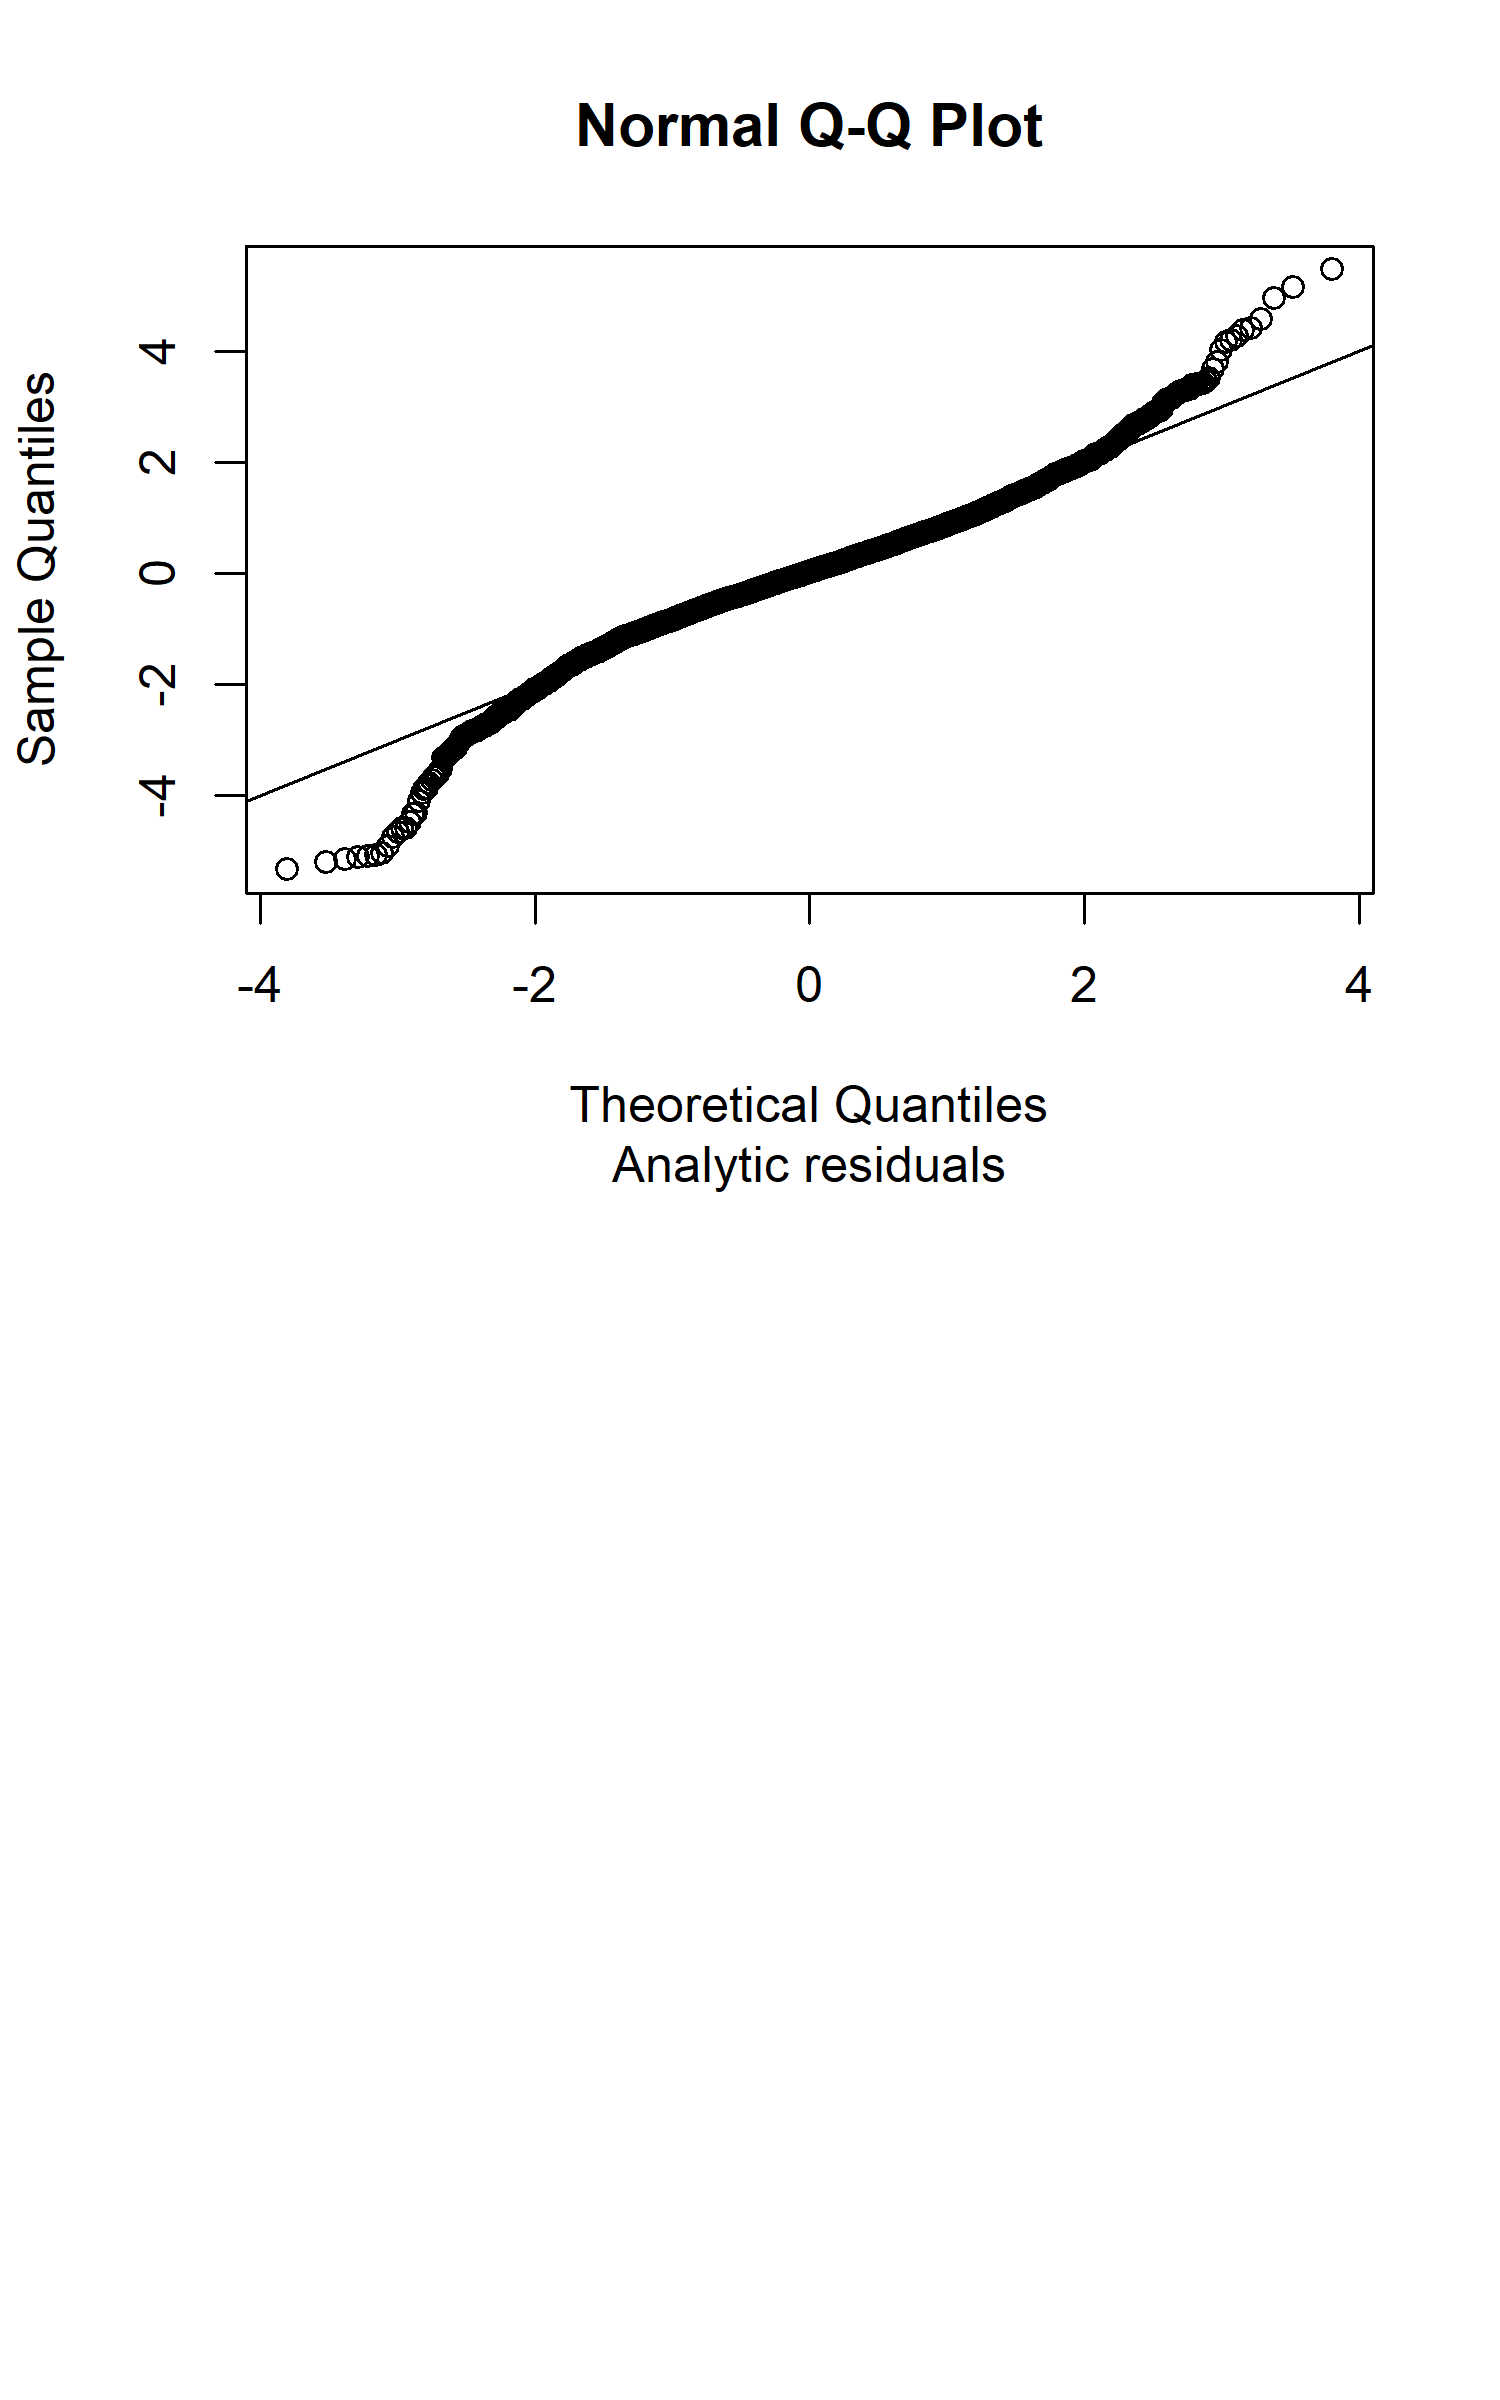 Normal Q-Q Plot
Sample Quantiles
4
2
0
-2
-4
-4 -2 0 2 4
Theoretical Quantiles
Analytic residuals